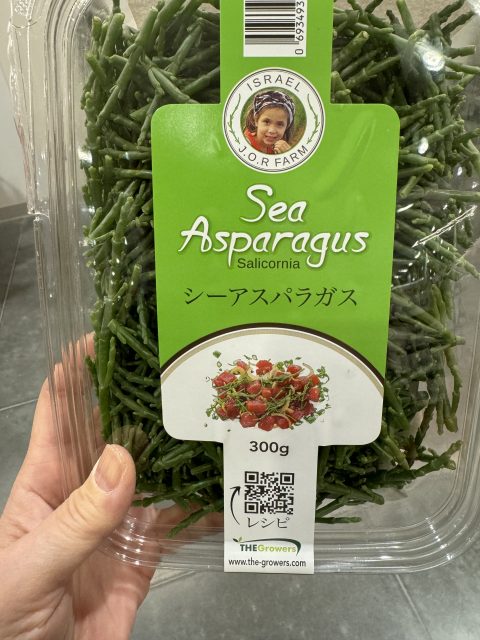 0 693493
ISRAEL
J.O.R FARM
Sea
Asparagus
Salicornia
シーアスパラガス
300g
レシピ
THEGrowers
www.the-growers.com